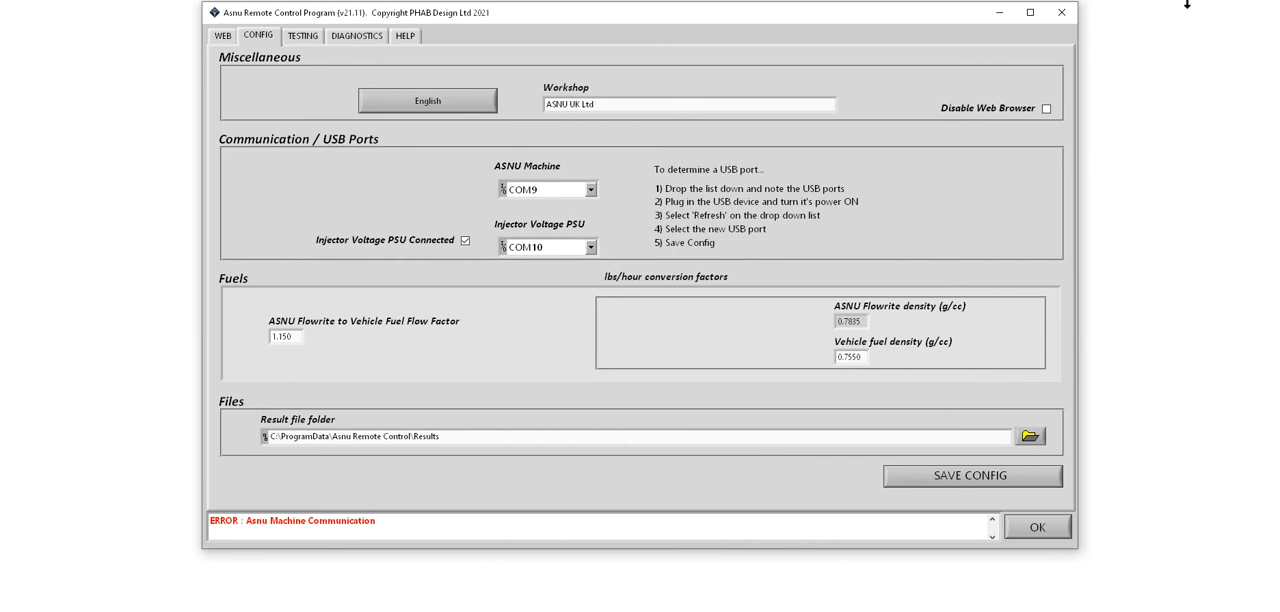 Asnu Remote Control Program {v21.11}. Copyright PHAB Design Ltd 2021
WEB CONFIG TESTING DIAGNOSTICS HELP
Miscellaneous
English
Workshop
ASNU UK Ltd
Disable Web Browser
Communication / USB Ports
ASNU Machine
COM9
Injector Voltage PSU Connected
Injector Voltage PSU
COM10
To determine a USB port...
1) Drop the list down and note the USB ports
2) Plug in the USB device and turn it's power ON
3) Select 'Refresh' on the drop down list
4) Select the new USB port
5) Save Config
Fuels
lbs/hour conversion factors
ASNU Flowrite to Vehicle Fuel Flow Factor
1.150
ASNU Flowrite density (g/cc)
0.7835
Vehicle fuel density (g/cc)
0.7550
Files
Result file folder
C:\ProgramData\Asnu Remote Control\Results
SAVE CONFIG
ERROR : Asnu Machine Communication
OK